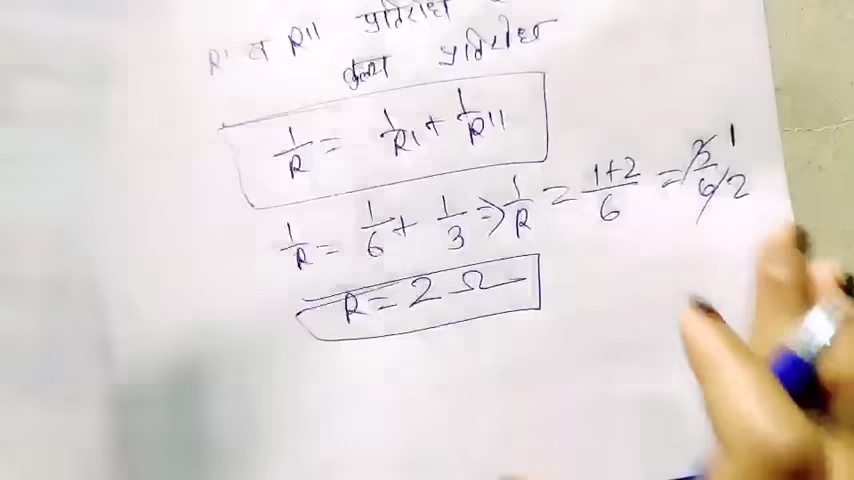 R' व R'' प्रतिरोध
तुल्य प्रतिरोध
1/R = 1/R' + 1/R''
1/R = 1/6 + 1/3 ⇒ 1/R = 1+2/6 = 3/6 1/2
R = 2 Ω